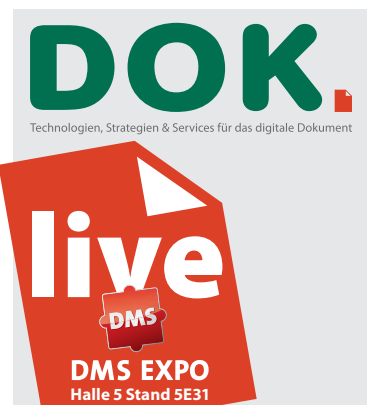 DOK.
Technologien, Strategien & Services für das digitale Dokument
live
DMS
DMS EXPO
Halle 5 Stand 5E31